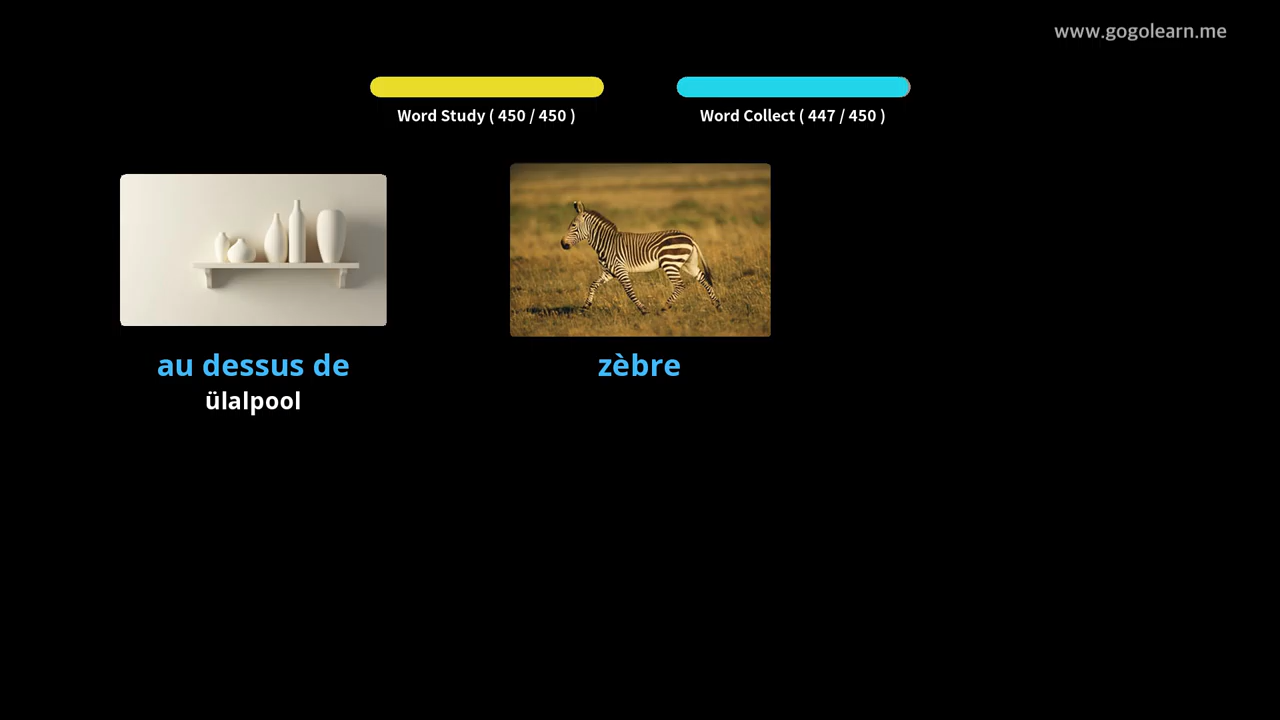 www.gogolearn.me
Word Study ( 450 / 450 )
Word Collect ( 447 / 450 )
au dessus de
ülalpool
zèbre